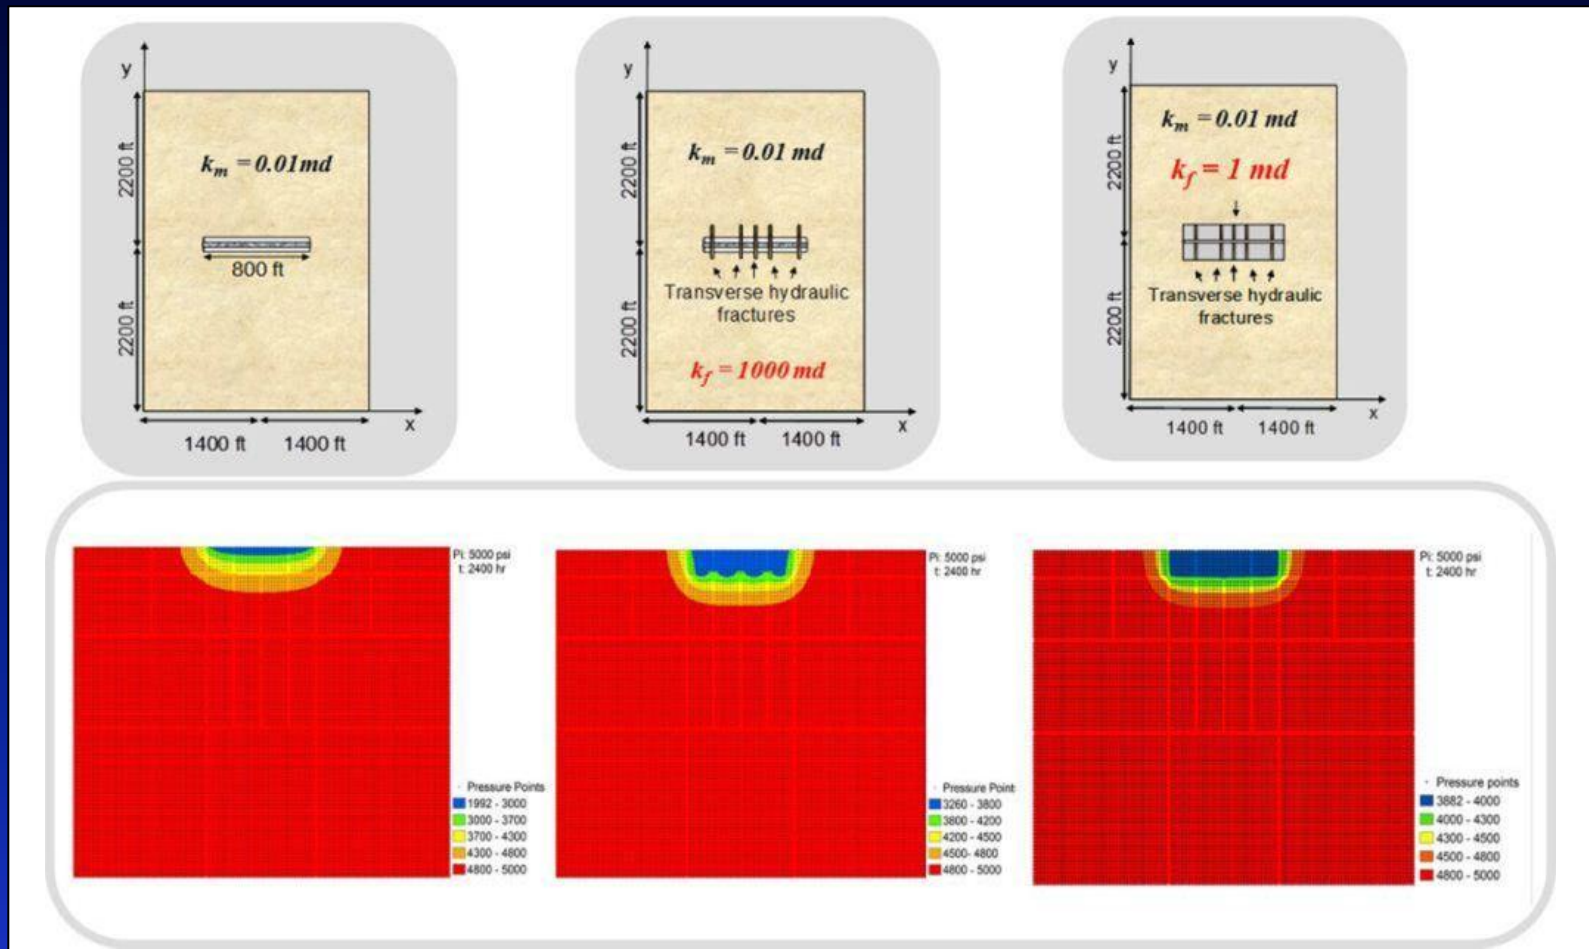 y
2200 ft
k_m = 0.01md
800 ft
2200 ft
x
1400 ft 1400 ft
y
2200 ft
k_m = 0.01 md
Transverse hydraulic
fractures
2200 ft
k_f = 1000 md
x
1400 ft 1400 ft
y
2200 ft
k_m = 0.01 md
k_f = 1 md
Transverse hydraulic
fractures
2200 ft
x
1400 ft 1400 ft
Pi: 5000 psi
t: 2400 hr
Pressure Points
1992 - 3000
3000 - 3700
3700 - 4300
4300 - 4800
4800 - 5000
Pi: 5000 psi
t: 2400 hr
Pressure Point
3260 - 3800
3800 - 4200
4200 - 4500
4500- 4800
4800 - 5000
Pi: 5000 psi
t: 2400 hr
Pressure points
3882 - 4000
4000 - 4300
4300 - 4500
4500 - 4800
4800 - 5000